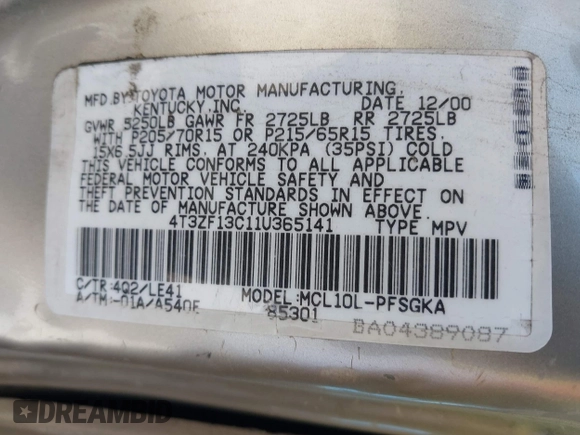 MFD. BY: TOYOTA MOTOR MANUFACTURING,
KENTUCKY, INC. DATE 12/00
GVWR 5250LB GAWR FR 2725LB RR 2725LB
WITH P205/70R15 OR P215/65R15 TIRES.
15X6.5JJ RIMS. AT 240KPA (35PSI) COLD
THIS VEHICLE CONFORMS TO ALL APPLICABLE
FEDERAL MOTOR VEHICLE SAFETY AND
THEFT PREVENTION STANDARDS IN EFFECT ON
THE DATE OF MANUFACTURE SHOWN ABOVE.
4T3ZF13C11U365141 TYPE MPV
C/TR:4Q2/LE41 MODEL:MCL10L-PFSGKA
A/TM:-01A/A540E 85301
BA04389087
DREAMBID